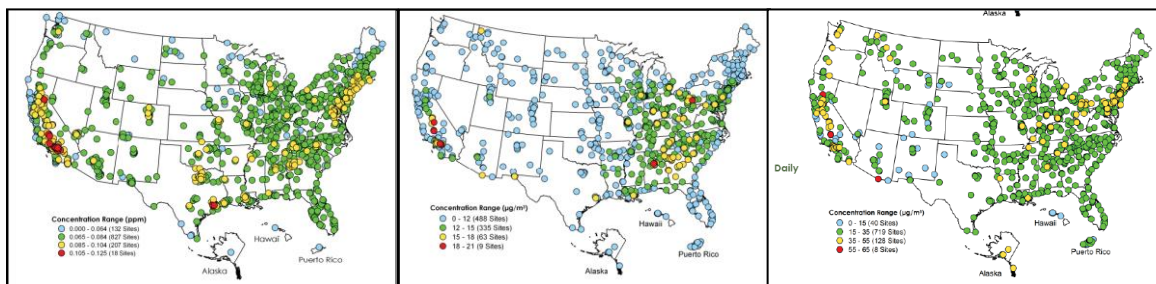 Concentration Range (ppm)
0.000 - 0.064 (132 Sites)
0.065 - 0.084 (627 Sites)
0.085 - 0.104 (207 Sites)
0.105 - 0.125 (18 Sites)
Hawaii
Alaska
Puerto Rico
Concentration Range (µg/m³)
0 - 12 (488 Sites)
12 - 15 (335 Sites)
15 - 18 (63 Sites)
18 - 21 (9 Sites)
Hawaii
Alaska
Puerto Rico
Alaska
Daily
Concentration Range (µg/m³)
0 - 15 (40 Sites)
15 - 35 (719 Sites)
35 - 55 (128 Sites)
55 - 65 (8 Sites)
Hawaii
Puerto Rico
Alaska